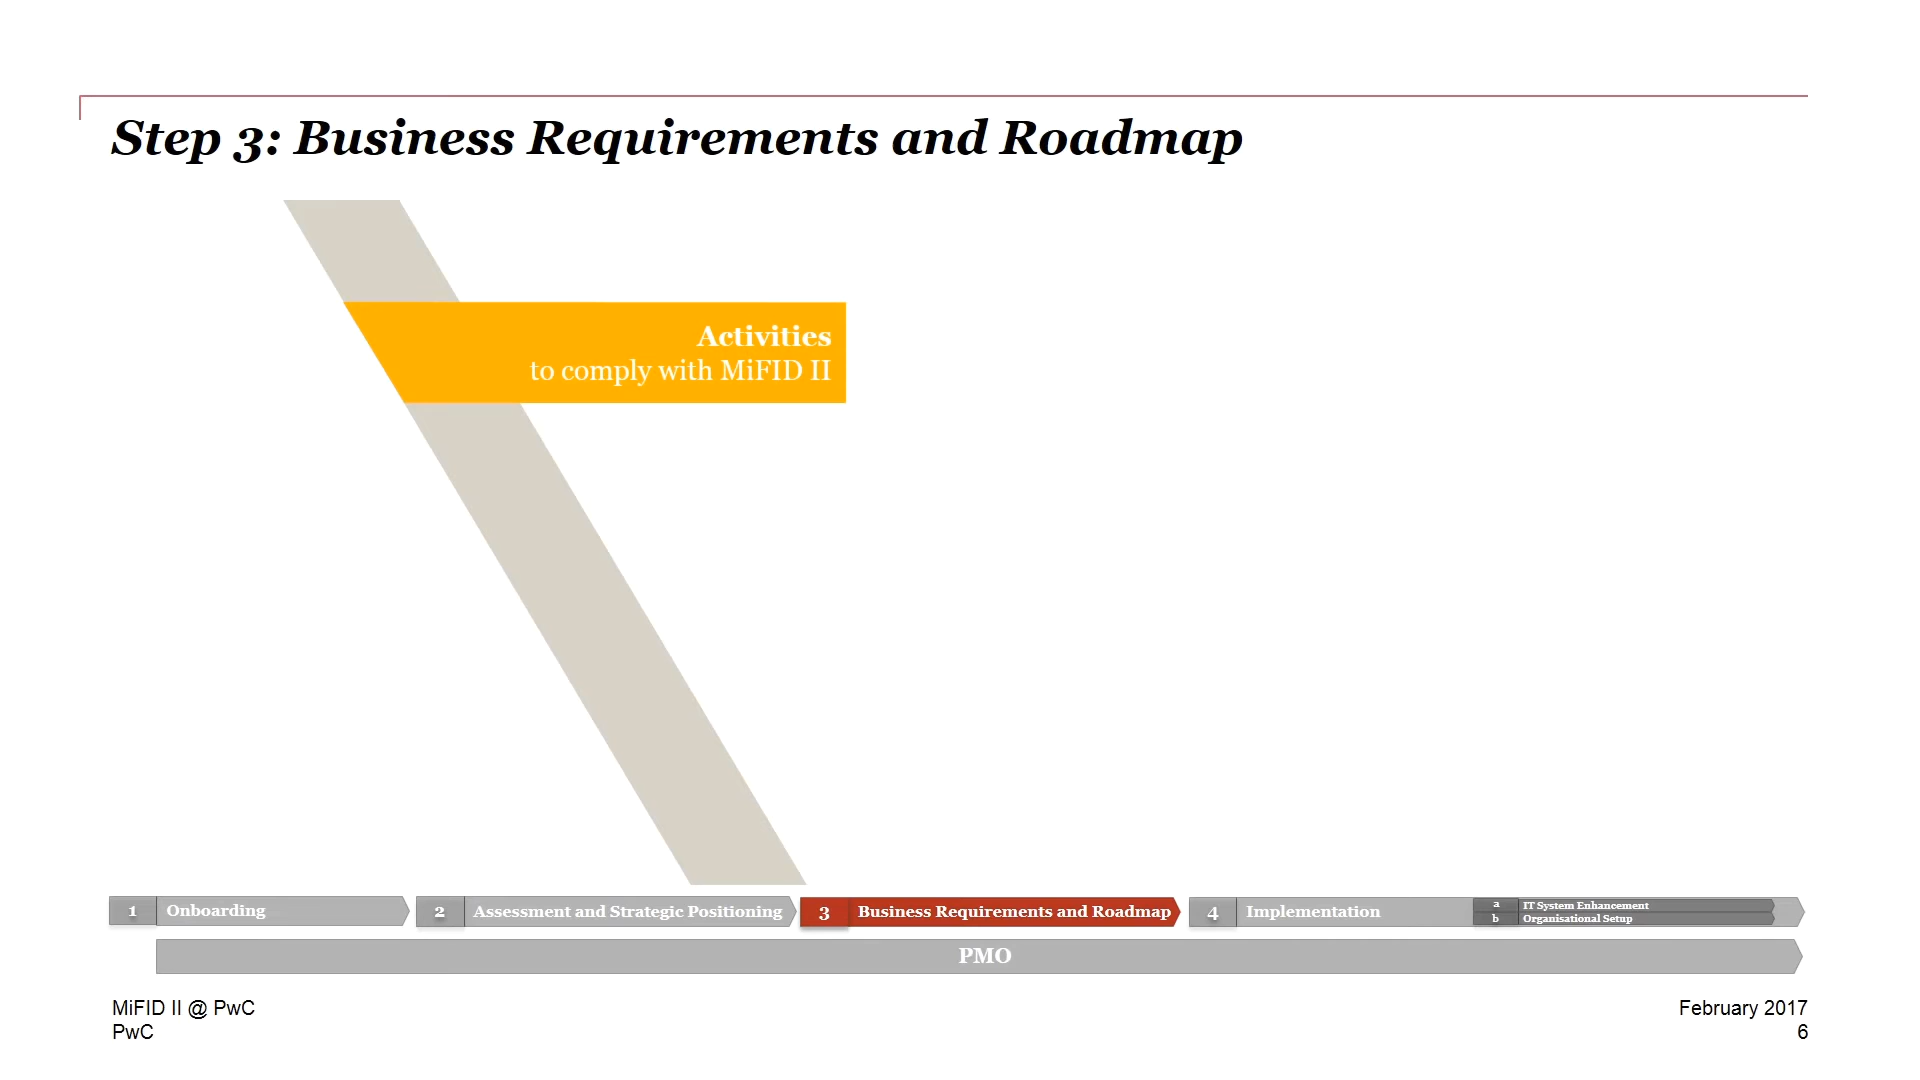 Step 3: Business Requirements and Roadmap
Activities
to comply with MiFID II
1 Onboarding
2 Assessment and Strategic Positioning
3 Business Requirements and Roadmap
4 Implementation
a IT System Enhancement
b Organisational Setup
PMO
MiFID II @ PwC
PwC
February 2017
6